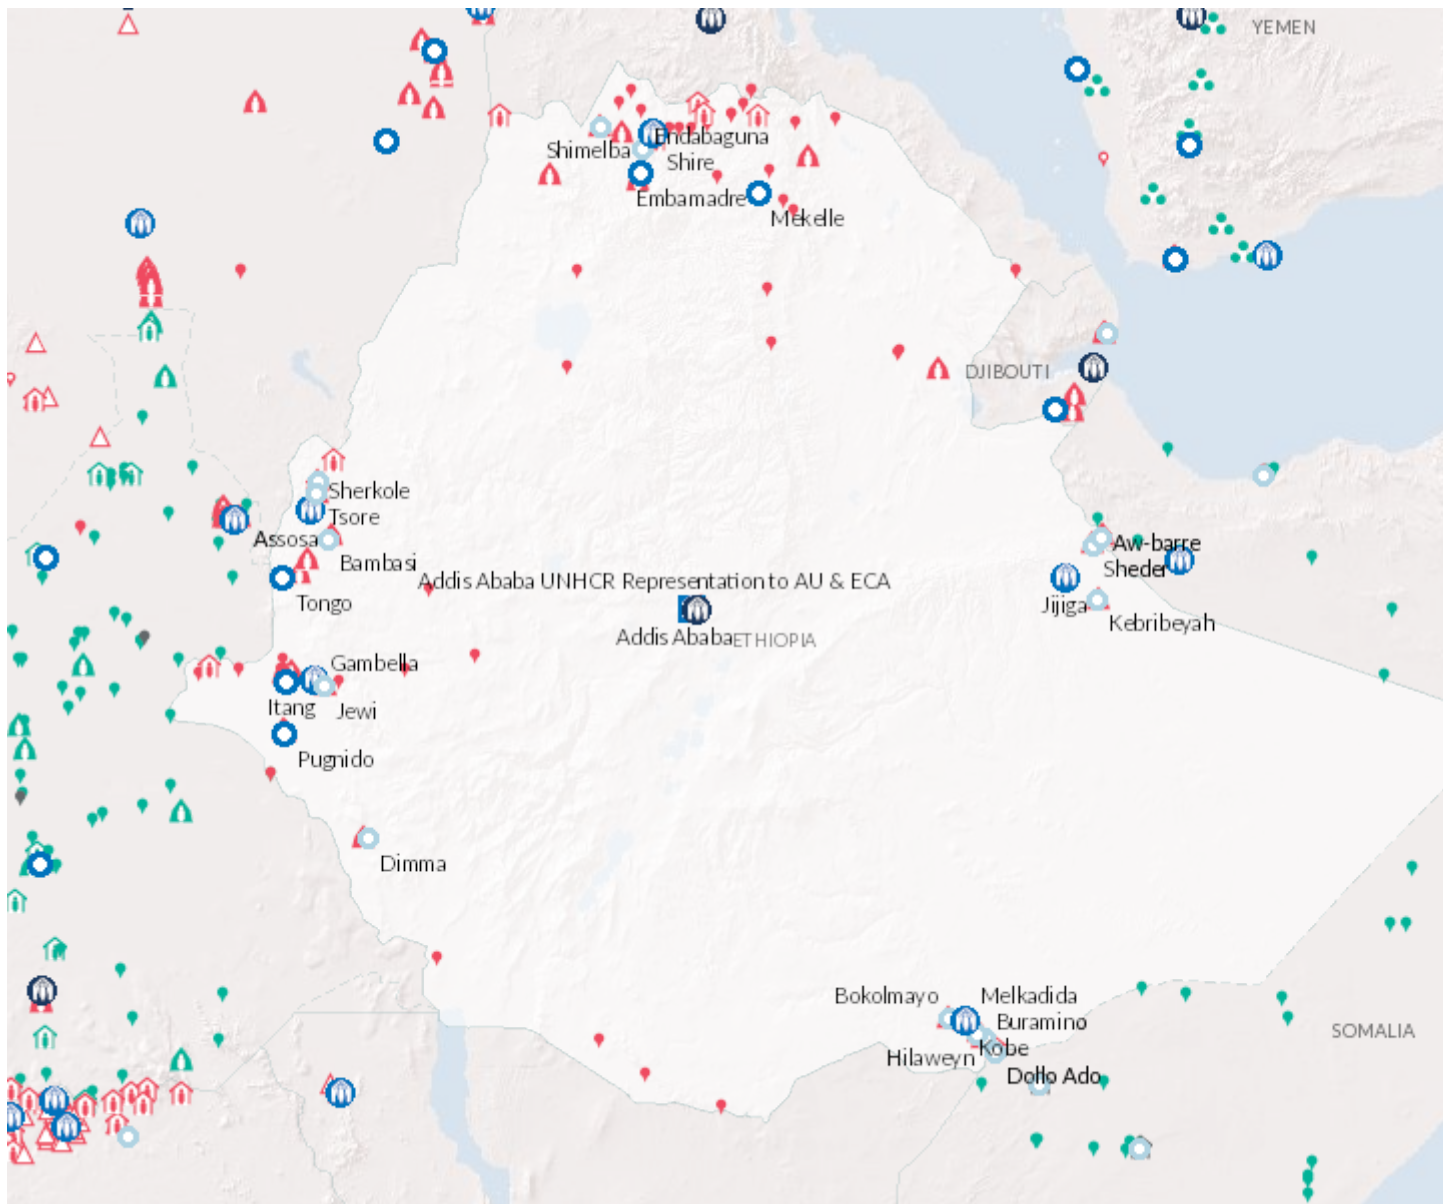 YEMEN
Endabaguna
Shimelba
Shire
Embamadre
Mekelle
DJIBOUTI
Sherkole
Tsore
Assosa
Bambasi
Aw-barre
Sheder
Addis Ababa UNHCR Representation to AU & ECA
Tongo
Jijiga
Kebribeyah
Addis Ababa
ETHIOPIA
Gambella
Itang
Jewi
Pugnido
Dimma
Bokolmayo
Melkadida
Buramino
SOMALIA
Kobe
Hilaweyn
Dollo Ado